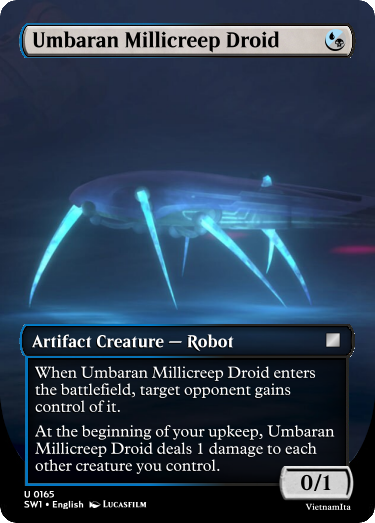 Umbaran Millicreep Droid
Artifact Creature — Robot
When Umbaran Millicreep Droid enters
the battlefield, target opponent gains
control of it.
At the beginning of your upkeep, Umbaran
Millicreep Droid deals 1 damage to each
other creature you control.
0/1
U 0165
SW1 • English LUCASFILM
VietnamIta